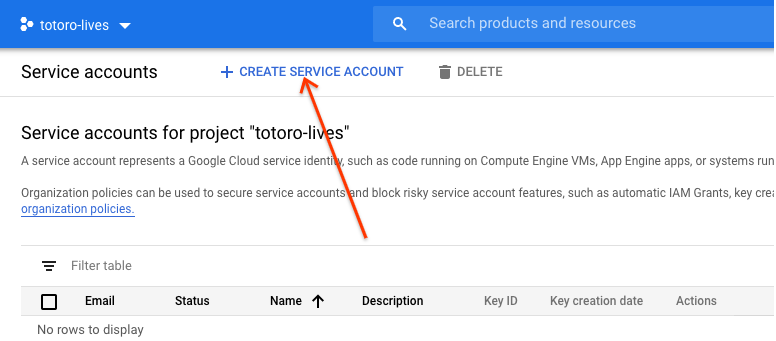 totoro-lives
Search products and resources
Service accounts
CREATE SERVICE ACCOUNT
DELETE
Service accounts for project "totoro-lives"
A service account represents a Google Cloud service identity, such as code running on Compute Engine VMs, App Engine apps, or systems
Organization policies can be used to secure service accounts and block risky service account features, such as automatic IAM Grants, key
organization policies.
Filter table
Email Status Name Description Key ID Key creation date Actions
No rows to display